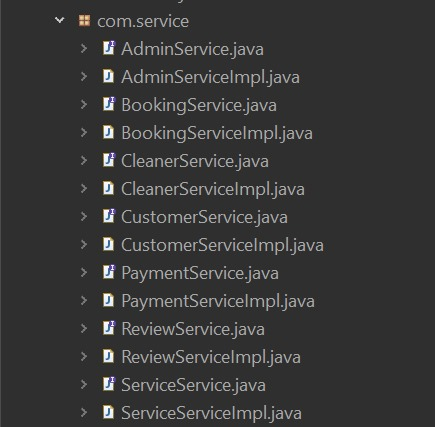 com.service
AdminService.java
AdminServiceImpl.java
BookingService.java
BookingServiceImpl.java
CleanerService.java
CleanerServiceImpl.java
CustomerService.java
CustomerServiceImpl.java
PaymentService.java
PaymentServiceImpl.java
ReviewService.java
ReviewServiceImpl.java
ServiceService.java
ServiceServiceImpl.java